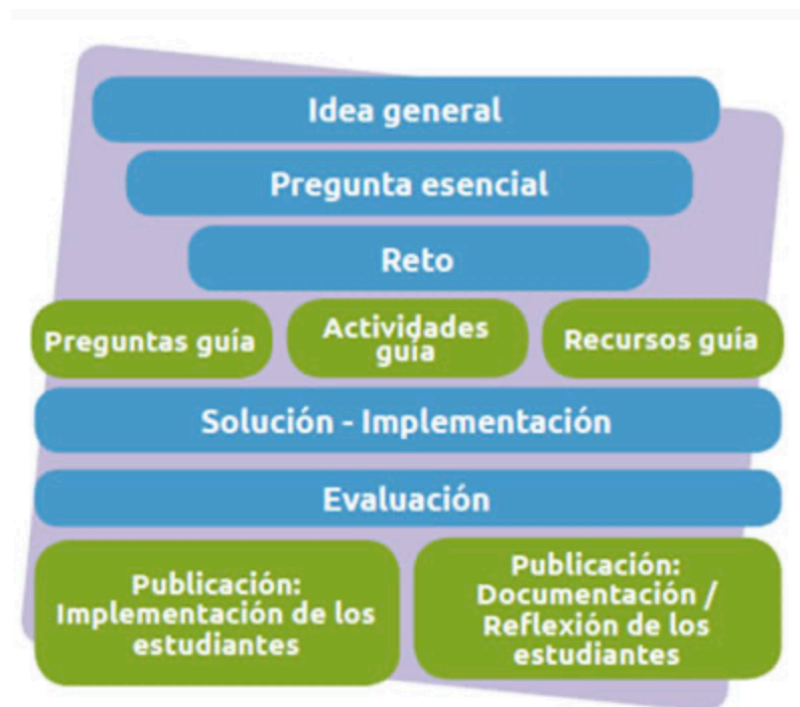 Idea general
Pregunta esencial
Reto
Preguntas guía
Actividades
guía
Recursos guía
Solución - Implementación
Evaluación
Publicación:
Implementación de los
estudiantes
Publicación:
Documentación /
Reflexión de los
estudiantes